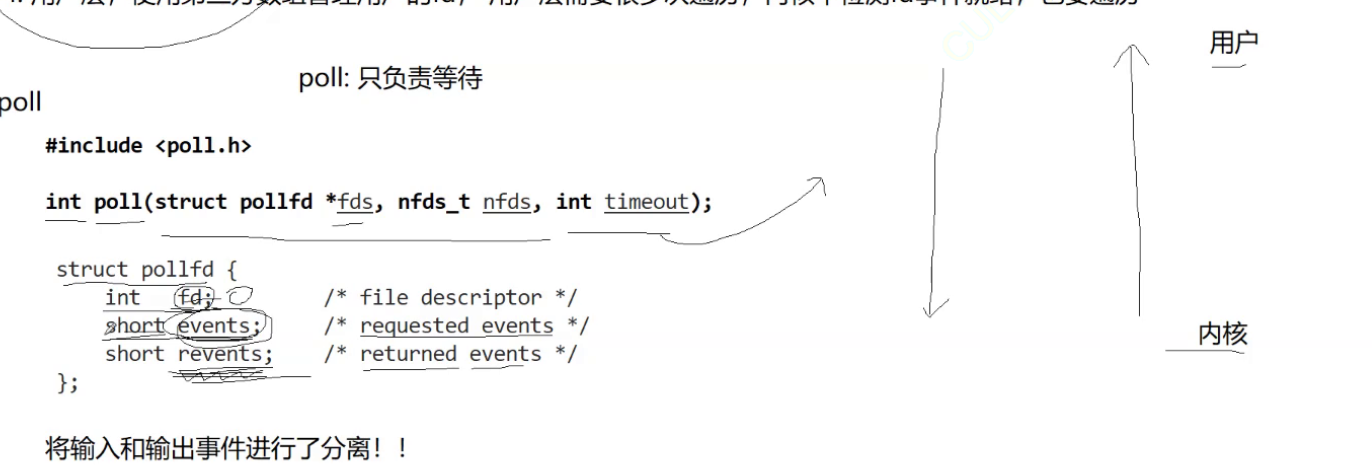 poll: 只负责等待
用户
poll
#include <poll.h>
int poll(struct pollfd *fds, nfds_t nfds, int timeout);
struct pollfd {
int fd; /* file descriptor */
short events; /* requested events */
short revents; /* returned events */
};
内核
将输入和输出事件进行了分离！！